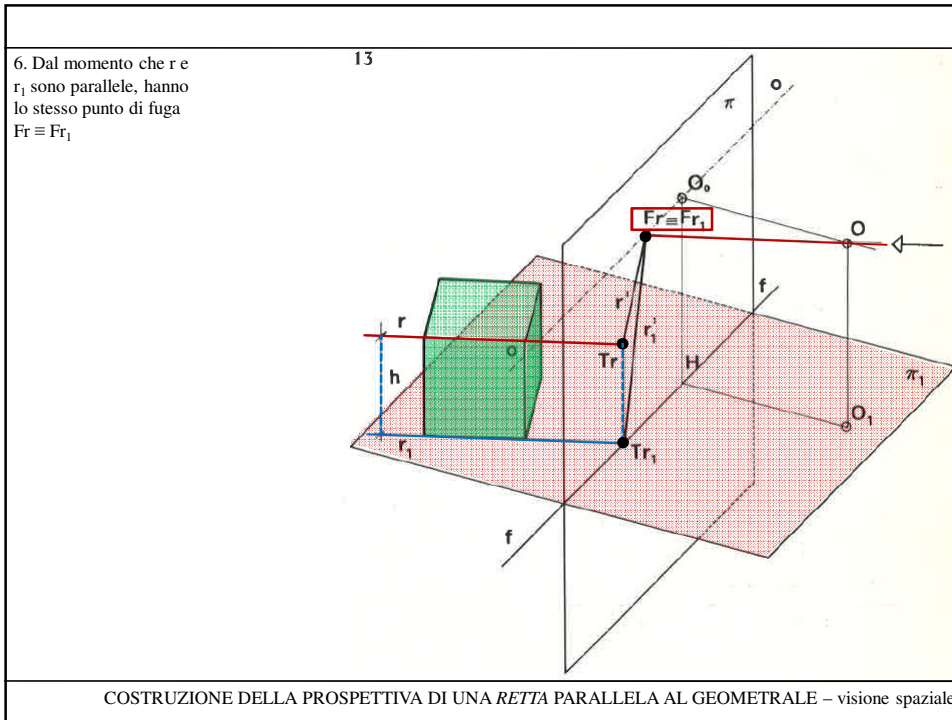 6. Dal momento che r e
r₁ sono parallele, hanno
lo stesso punto di fuga
Fr ≡ Fr₁
13
π
o
O₀
Fr≡Fr₁
O
f
r'
r₁'
r
o
Tr
H
h
π₁
O₁
r₁
Tr₁
f
COSTRUZIONE DELLA PROSPETTIVA DI UNA RETTA PARALLELA AL GEOMETRALE – visione spaziale